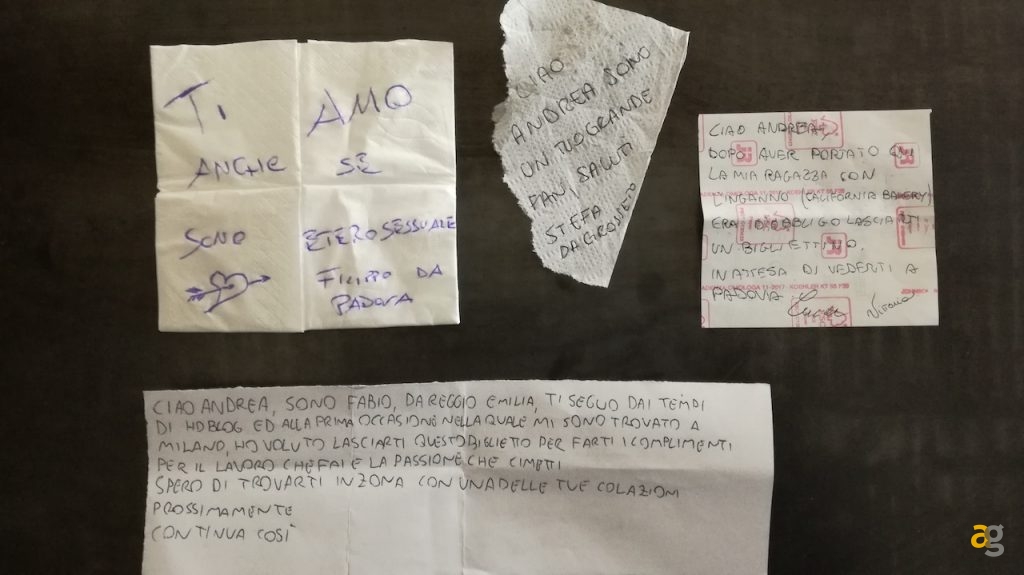 TI AMO
ANCHE SE
SONO ETEROSESSUALE
FILIPPO DA
PADOVA
CIAO
ANDREA SONO
UN TUO GRANDE
FAN, SALUTI
STEFA
DA GROSSETO
CIAO ANDREA,
DOPO AVER PORTATO QUI
LA MIA RAGAZZA CON
L'INGANNO (CALIFORNIA BAKERY)
ERA D'OBBLIGO LASCIARTI
UN BIGLIETTINO,
IN ATTESA DI VEDERTI A
PADOVA
CIAO ANDREA, SONO FABIO, DA REGGIO EMILIA, TI SEGUO DAI TEMPI
DI HDBLOG ED ALLA PRIMA OCCASIONE NELLA QUALE MI SONO TROVATO A
MILANO, HO VOLUTO LASCIARTI QUESTO BIGLIETTO PER FARTI I COMPLIMENTI
PER IL LAVORO CHE FAI E LA PASSIONE CHE CI METTI
SPERO DI TROVARTI IN ZONA CON UNA DELLE TUE COLAZIONI
PROSSIMAMENTE
CONTINUA COSÌ
ag